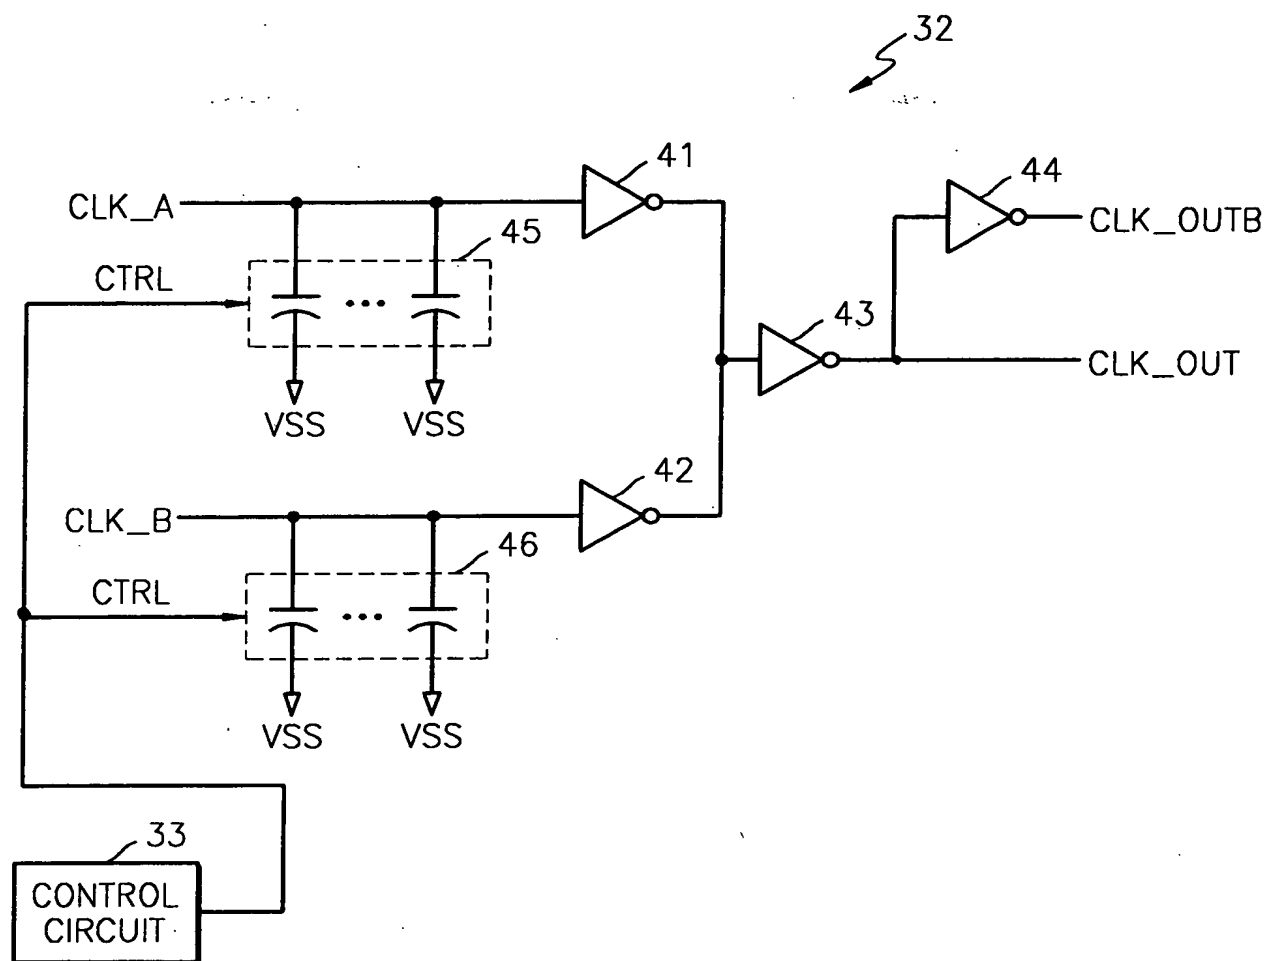 32
41
44
CLK_A
CLK_OUTB
45
CTRL
43
CLK_OUT
VSS VSS
42
CLK_B
46
CTRL
VSS VSS
33
CONTROL
CIRCUIT